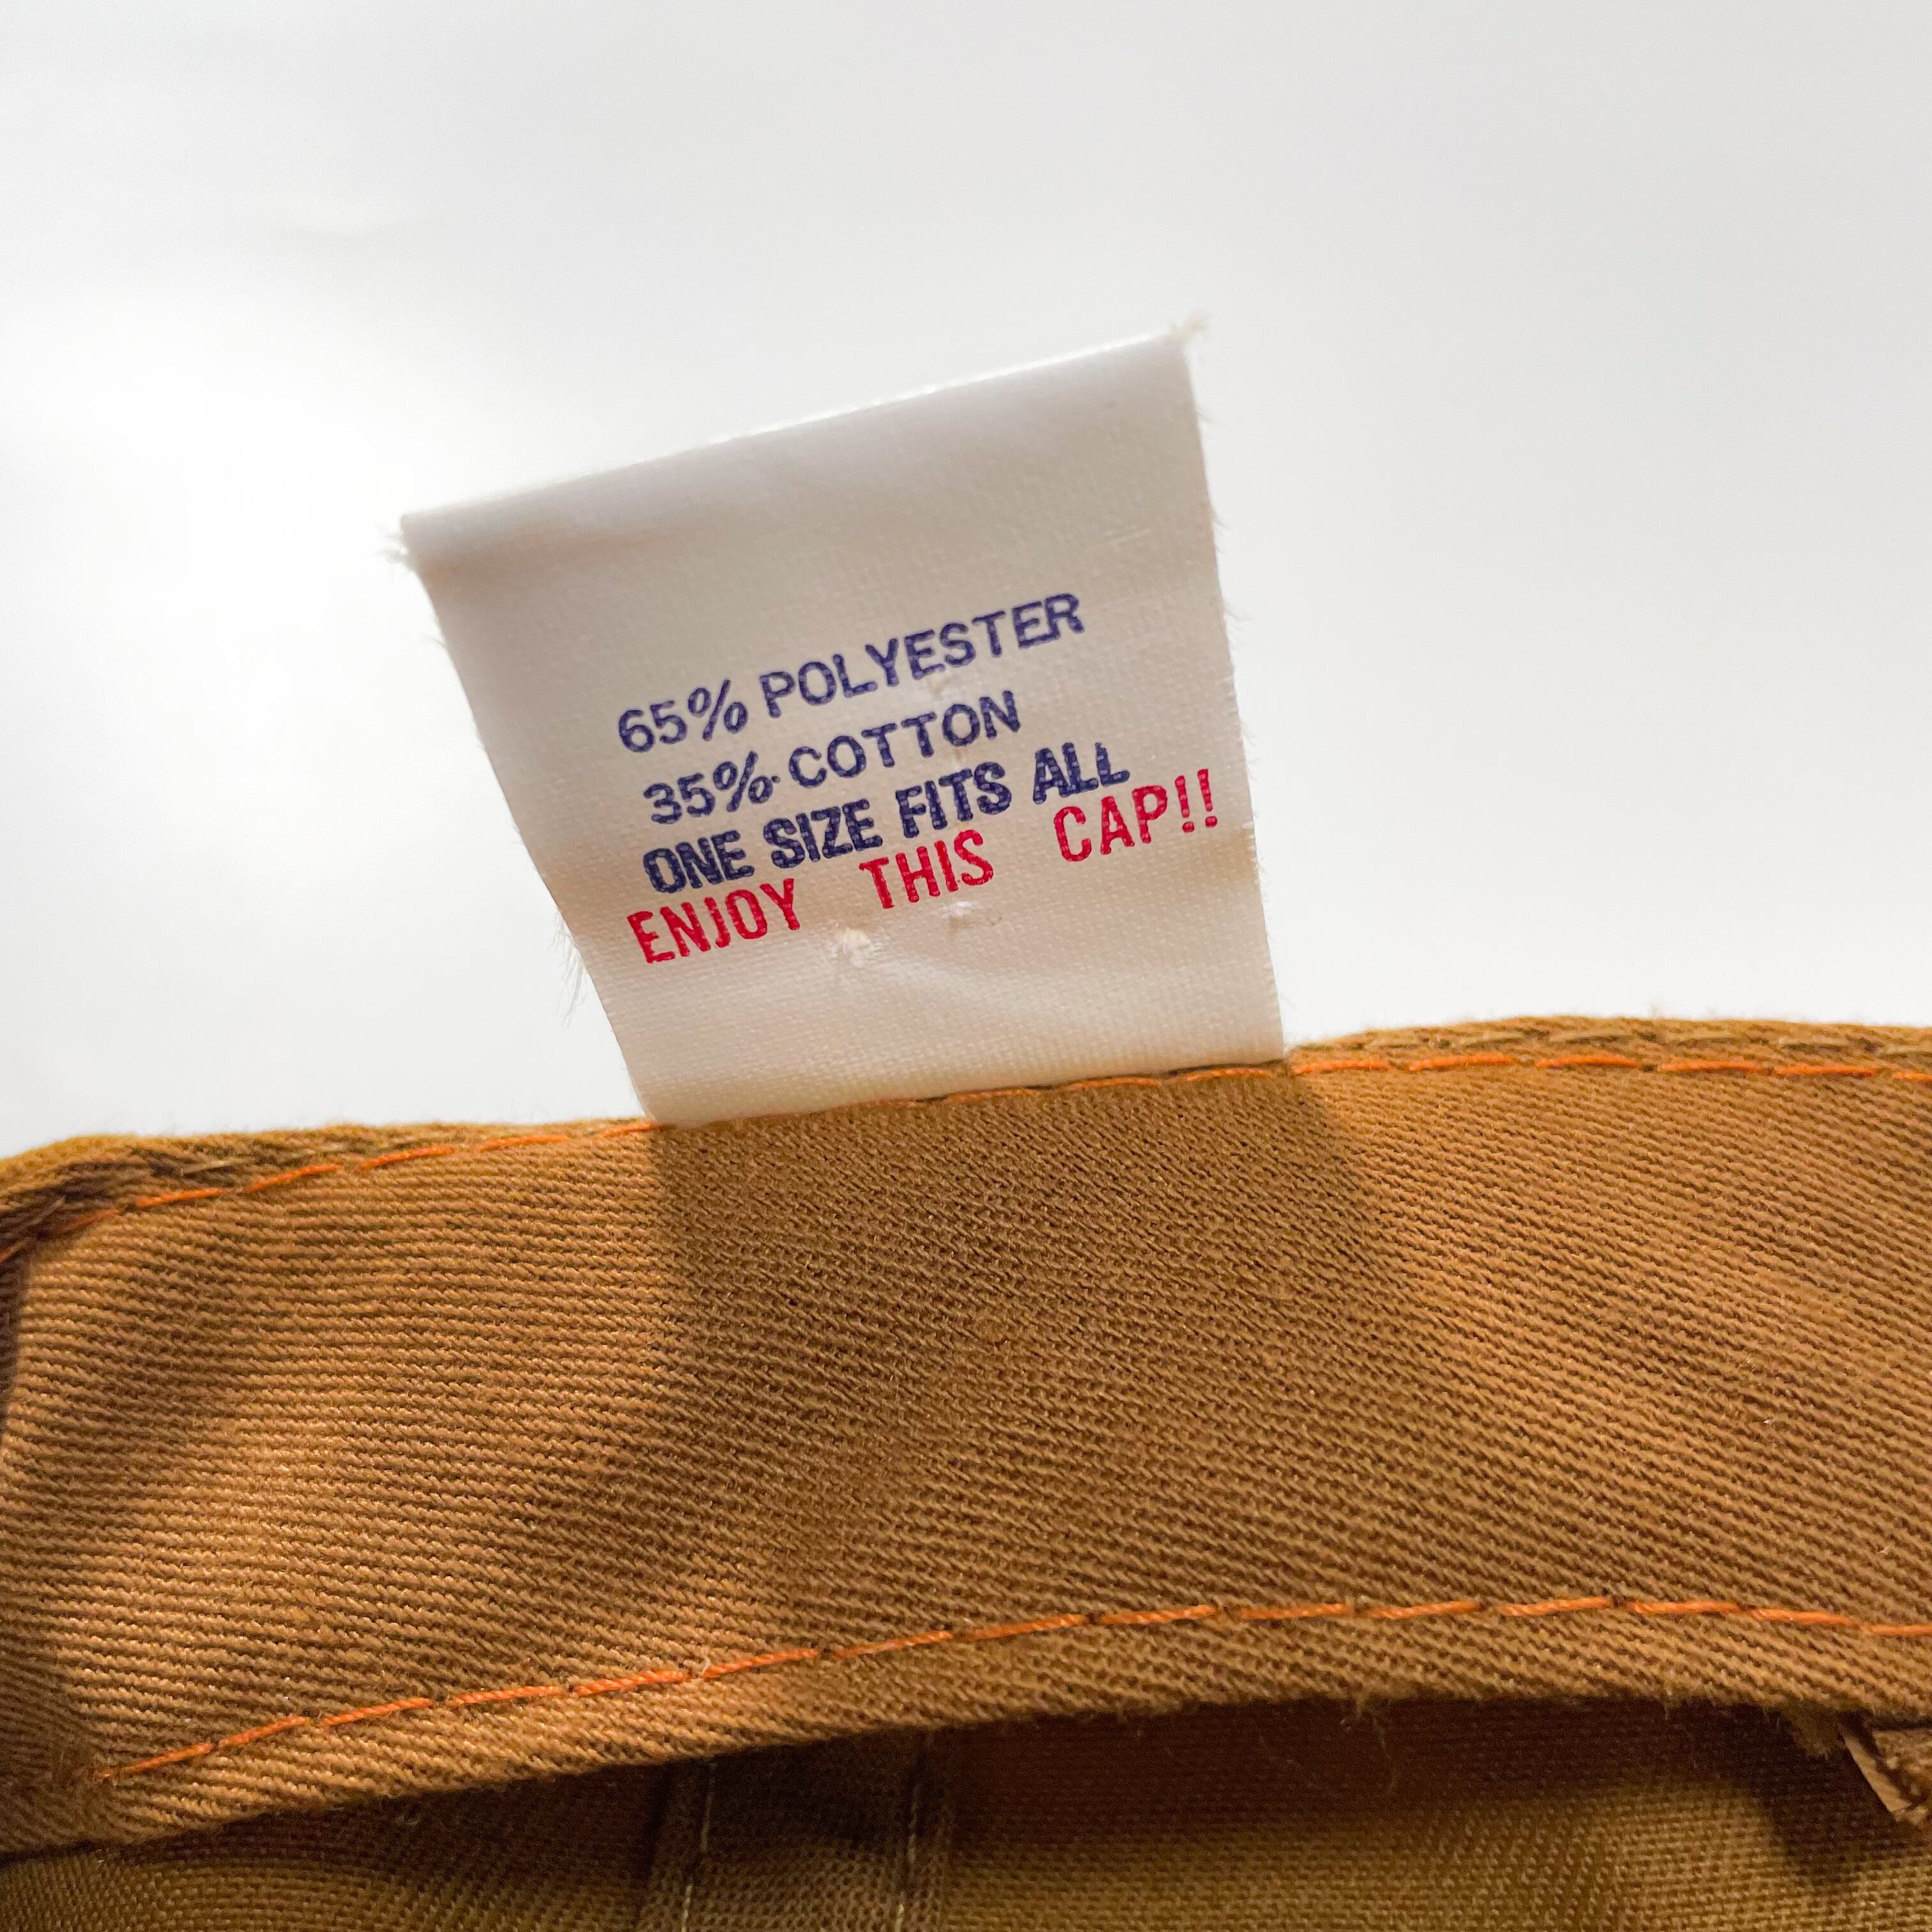 65% POLYESTER
35% COTTON
ONE SIZE FITS ALL
ENJOY THIS CAP!!